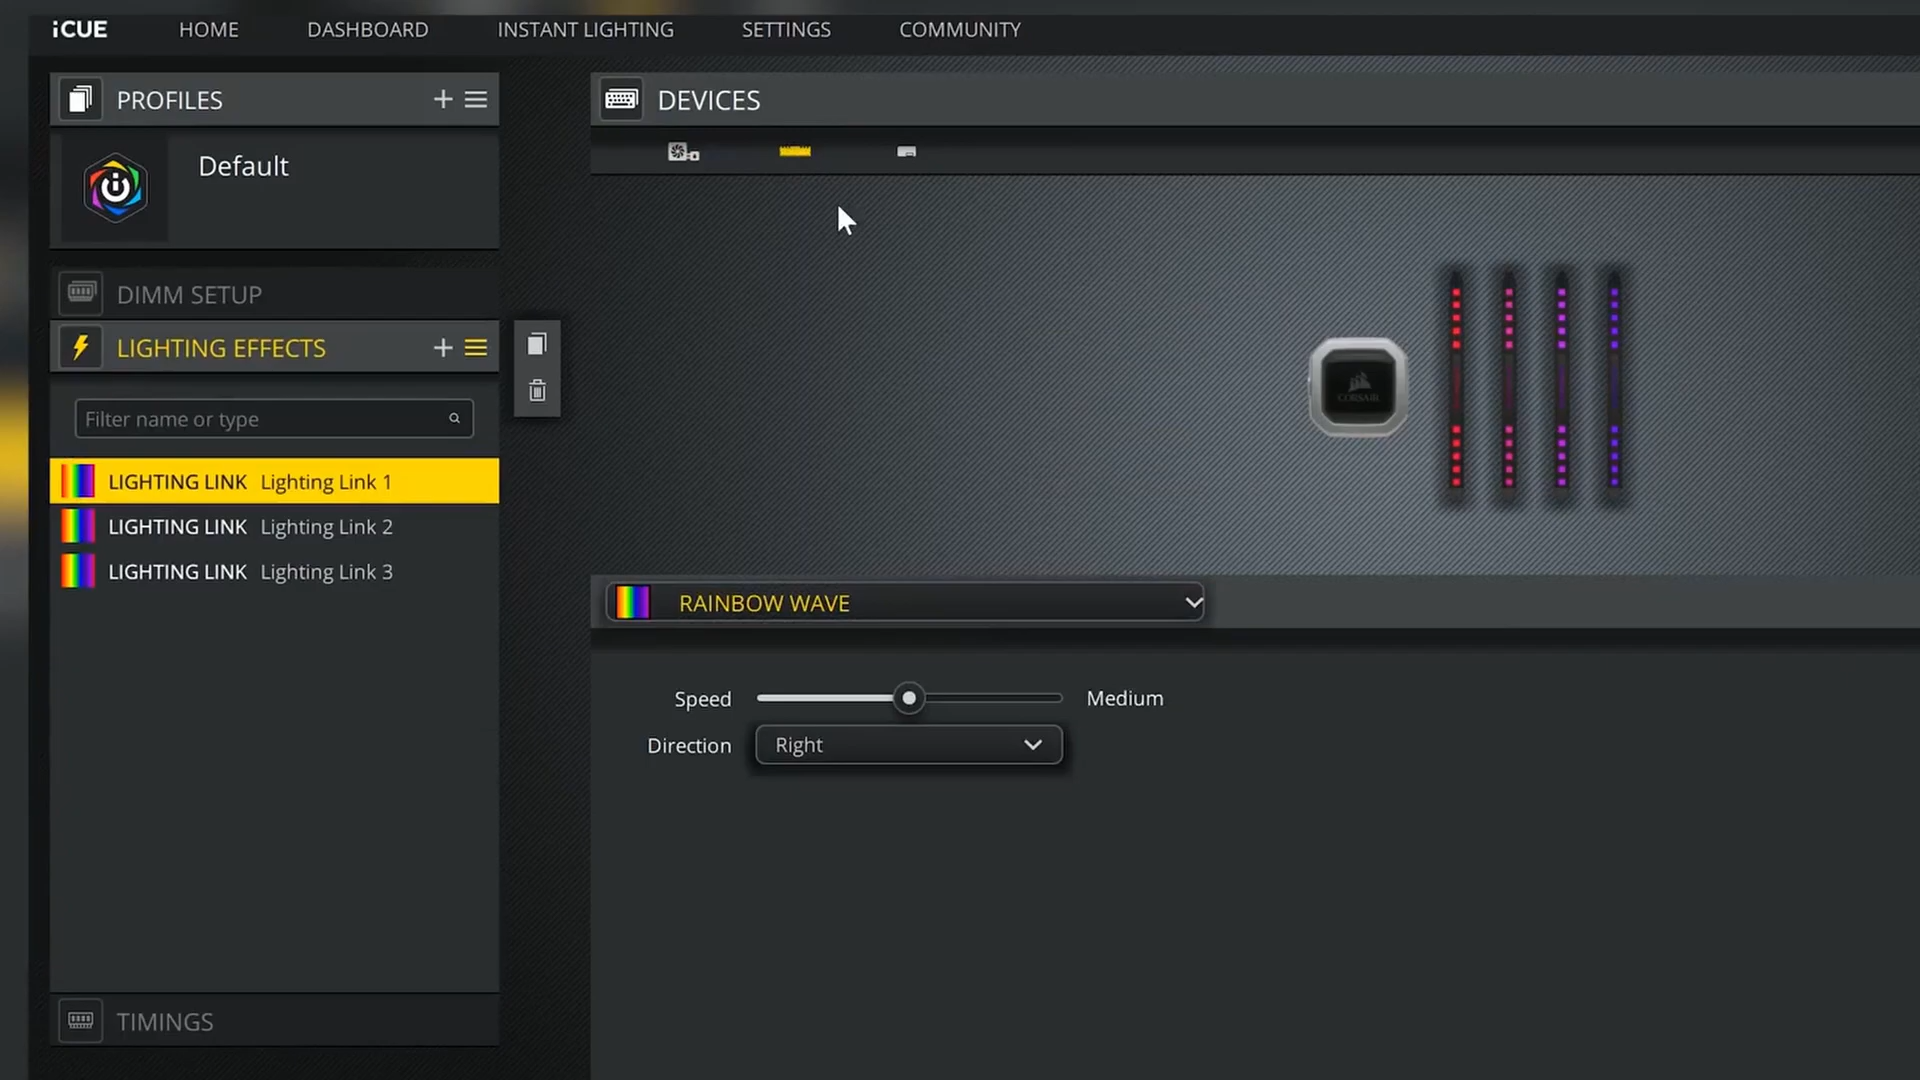 iCUE HOME DASHBOARD INSTANT LIGHTING SETTINGS COMMUNITY
PROFILES
Default
DIMM SETUP
LIGHTING EFFECTS
Filter name or type
LIGHTING LINK Lighting Link 1
LIGHTING LINK Lighting Link 2
LIGHTING LINK Lighting Link 3
TIMINGS
DEVICES
CORSAIR
RAINBOW WAVE
Speed Medium
Direction Right